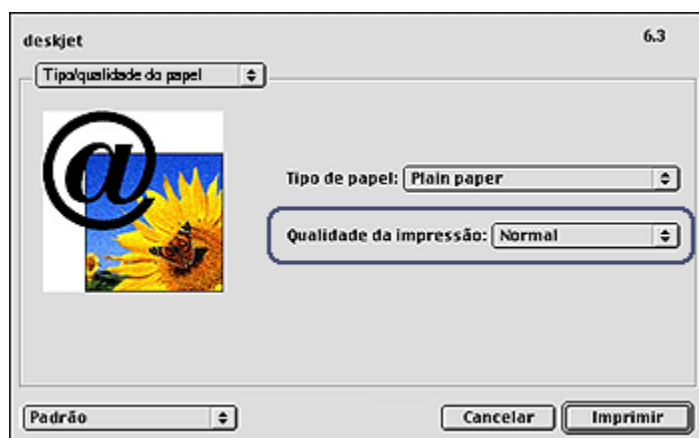 deskjet 6.3
Tipo/qualidade do papel
@
Tipo de papel: Plain paper
Qualidade da impressão: Normal
Padrão Cancelar Imprimir